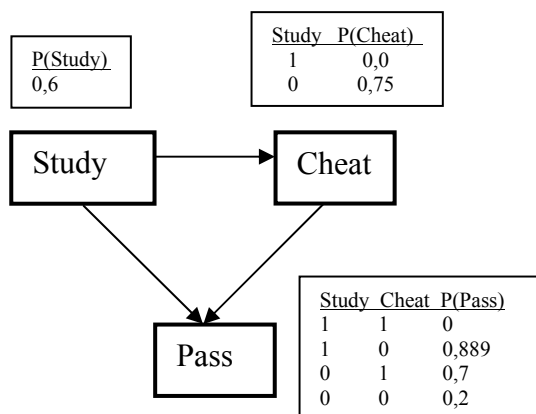 P(Study)
0,6
Study P(Cheat)
1 0,0
0 0,75
Study
Cheat
Study Cheat P(Pass)
1 1 0
1 0 0,889
0 1 0,7
0 0 0,2
Pass